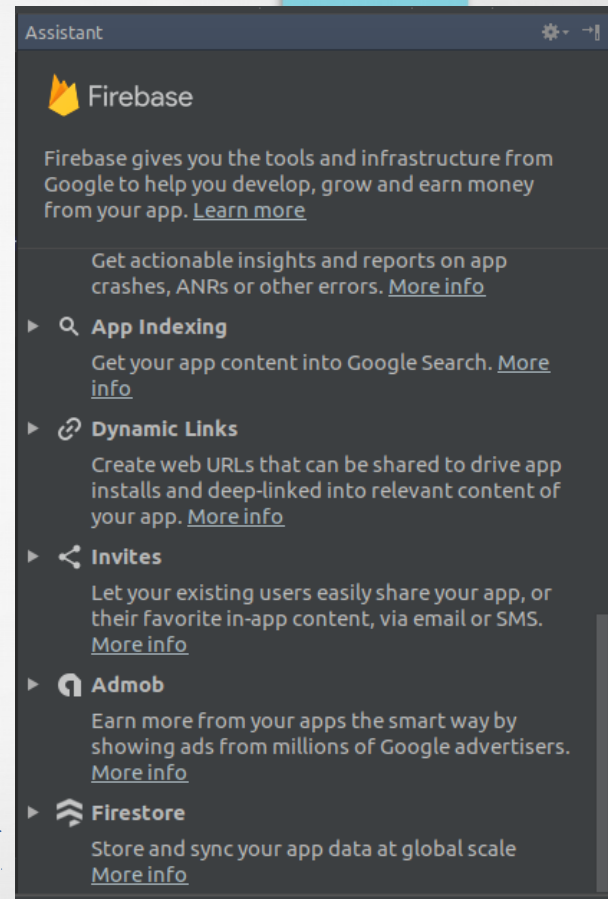 Assistant
Firebase
Firebase gives you the tools and infrastructure from
Google to help you develop, grow and earn money
from your app. Learn more
Get actionable insights and reports on app
crashes, ANRs or other errors. More info
App Indexing
Get your app content into Google Search. More
info
Dynamic Links
Create web URLs that can be shared to drive app
installs and deep-linked into relevant content of
your app. More info
Invites
Let your existing users easily share your app, or
their favorite in-app content, via email or SMS.
More info
Admob
Earn more from your apps the smart way by
showing ads from millions of Google advertisers.
More info
Firestore
Store and sync your app data at global scale
More info